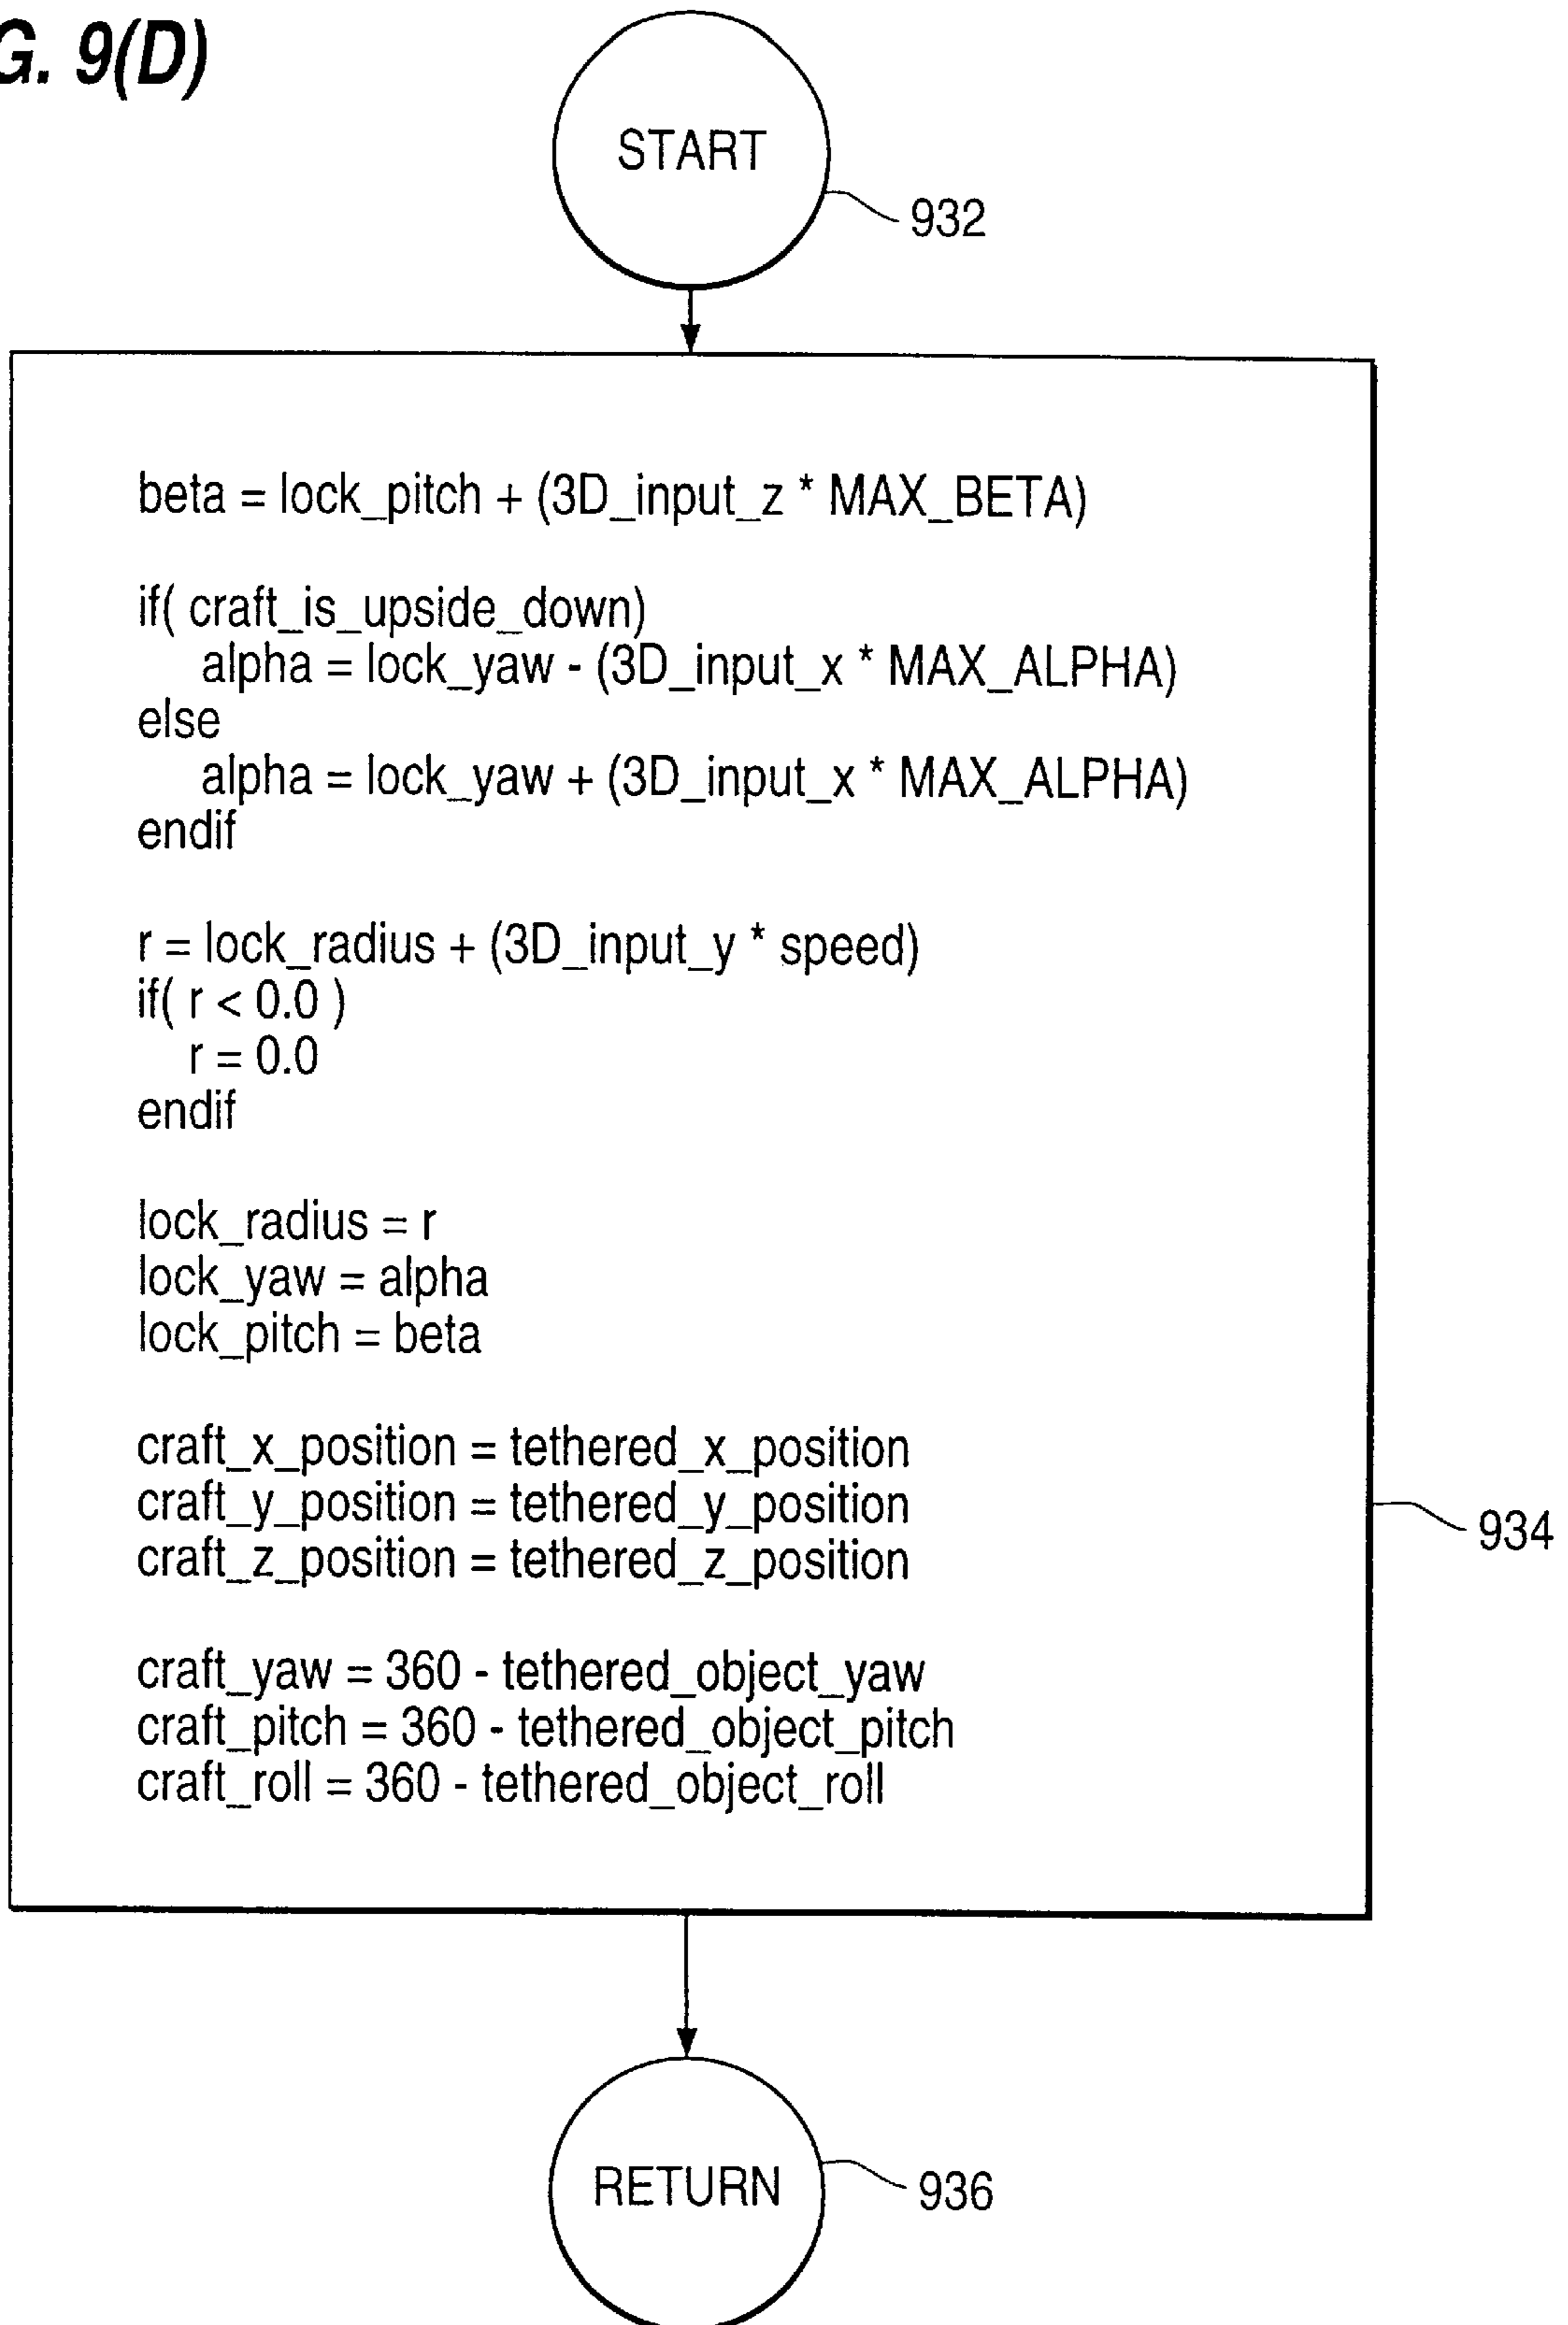 G. 9(D)
START
932
beta = lock_pitch + (3D_input_z * MAX_BETA)
if( craft_is_upside_down)
alpha = lock_yaw - (3D_input_x * MAX_ALPHA)
else
alpha = lock_yaw + (3D_input_x * MAX_ALPHA)
endif
r = lock_radius + (3D_input_y * speed)
if( r < 0.0 )
r = 0.0
endif
lock_radius = r
lock_yaw = alpha
lock_pitch = beta
craft_x_position = tethered_x_position
craft_y_position = tethered_y_position
craft_z_position = tethered_z_position
934
craft_yaw = 360 - tethered_object_yaw
craft_pitch = 360 - tethered_object_pitch
craft_roll = 360 - tethered_object_roll
RETURN
936